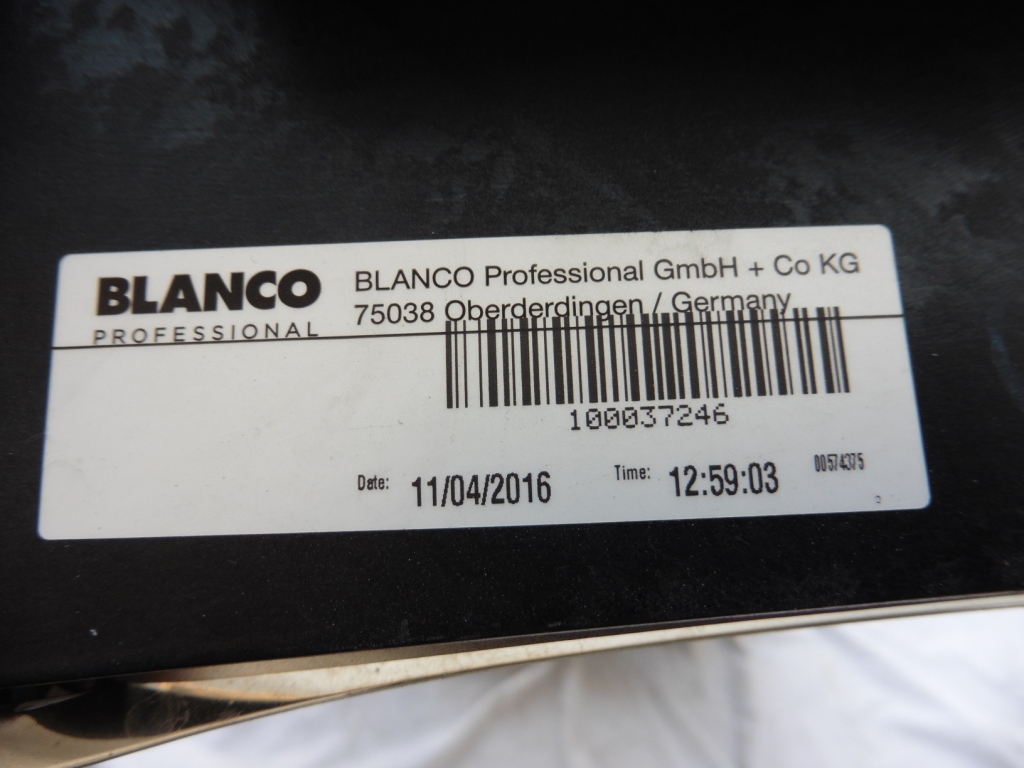 BLANCO
PROFESSIONAL
BLANCO Professional GmbH + Co KG
75038 Oberderdingen / Germany
100037246
Date: 11/04/2016
Time: 12:59:03
00574375